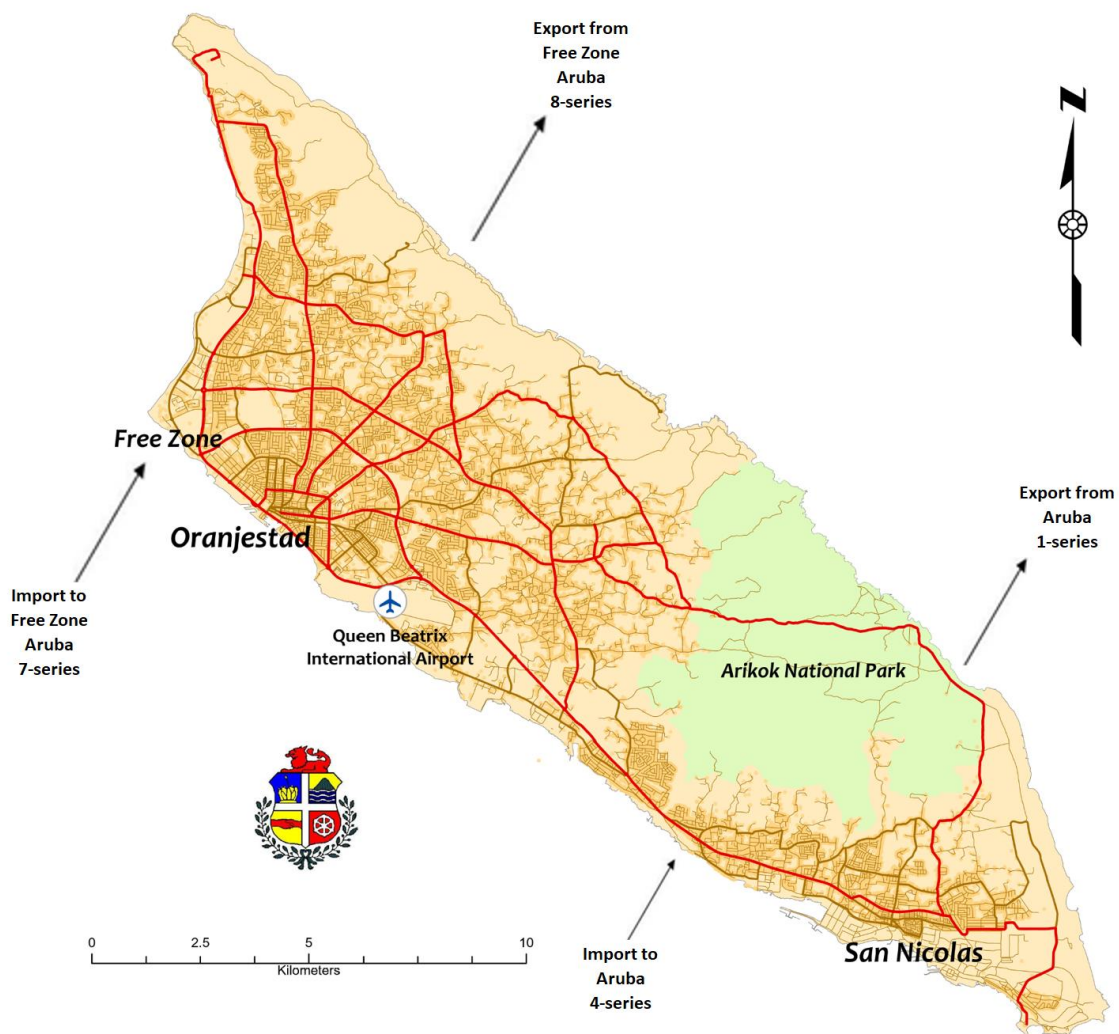 Export from
Free Zone
Aruba
8-series
N
Free Zone
Export from
Aruba
1-series
Oranjestad
Import to
Free Zone
Aruba
7-series
Queen Beatrix
International Airport
Arikok National Park
San Nicolas
0 2.5 5 10
Kilometers
Import to
Aruba
4-series